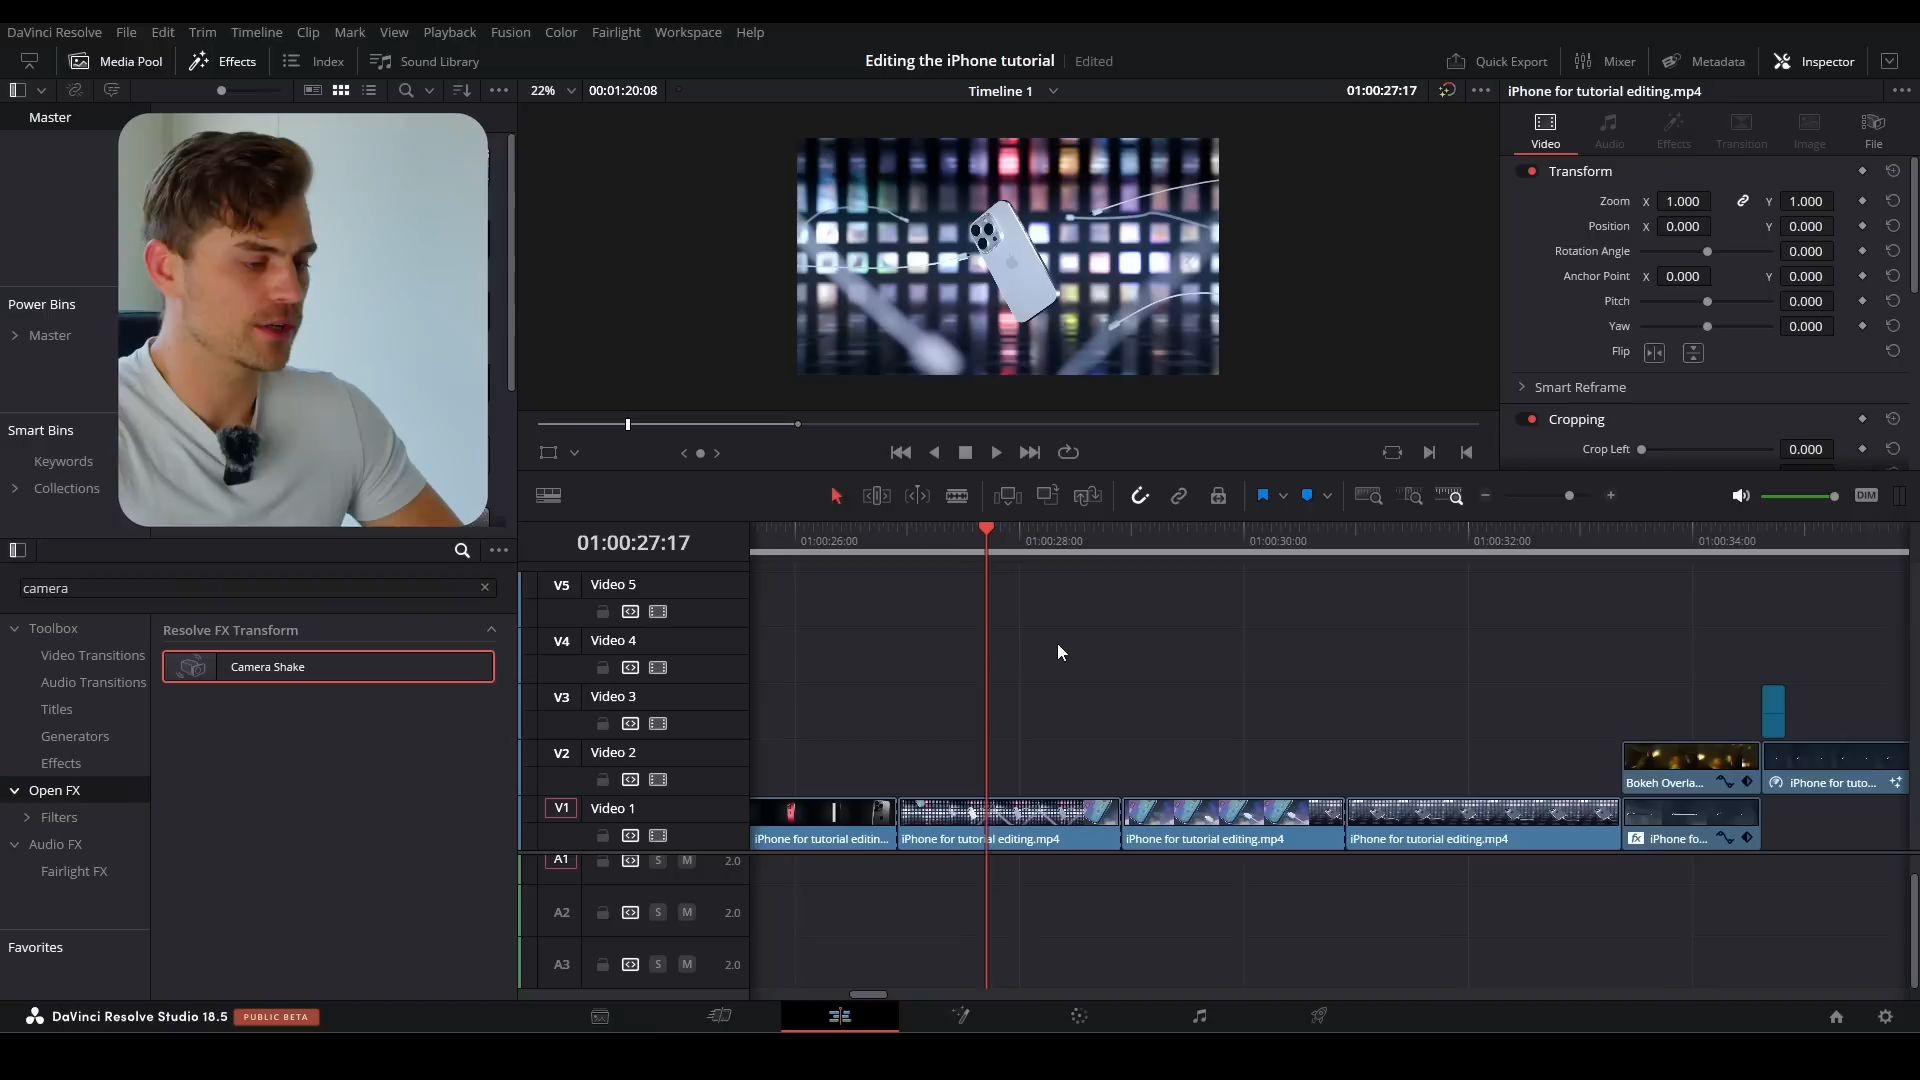 DaVinci Resolve File Edit Trim Timeline Clip Mark View Playback Fusion Color Fairlight Workspace Help
Media Pool Effects Index Sound Library Editing the iPhone tutorial Edited Quick Export Mixer Metadata Inspector
22% 00:01:20:08 Timeline 1 01:00:27:17 iPhone for tutorial editing.mp4
Master
Power Bins
Master
Smart Bins
Keywords
Collections
Video Audio Effects Transition Image File
Transform
Zoom X 1.000 Y 1.000
Position X 0.000 Y 0.000
Rotation Angle 0.000
Anchor Point X 0.000 Y 0.000
Pitch 0.000
Yaw 0.000
Flip
Smart Reframe
Cropping
Crop Left 0.000
DIM
camera
Toolbox
Video Transitions
Audio Transitions
Titles
Generators
Effects
Open FX
Filters
Audio FX
Fairlight FX
Favorites
Resolve FX Transform
Camera Shake
01:00:27:17
01:00:26:00 01:00:28:00 01:00:30:00 01:00:32:00 01:00:34:00
V5 Video 5
V4 Video 4
V3 Video 3
V2 Video 2
Bokeh Overla... iPhone for tuto...
V1 Video 1
iPhone for tutorial editin... iPhone for tutorial editing.mp4 iPhone for tutorial editing.mp4 iPhone for tutorial editing.mp4 fx iPhone fo...
A1 S M 2.0
A2 S M 2.0
A3 S M 2.0
DaVinci Resolve Studio 18.5 PUBLIC BETA